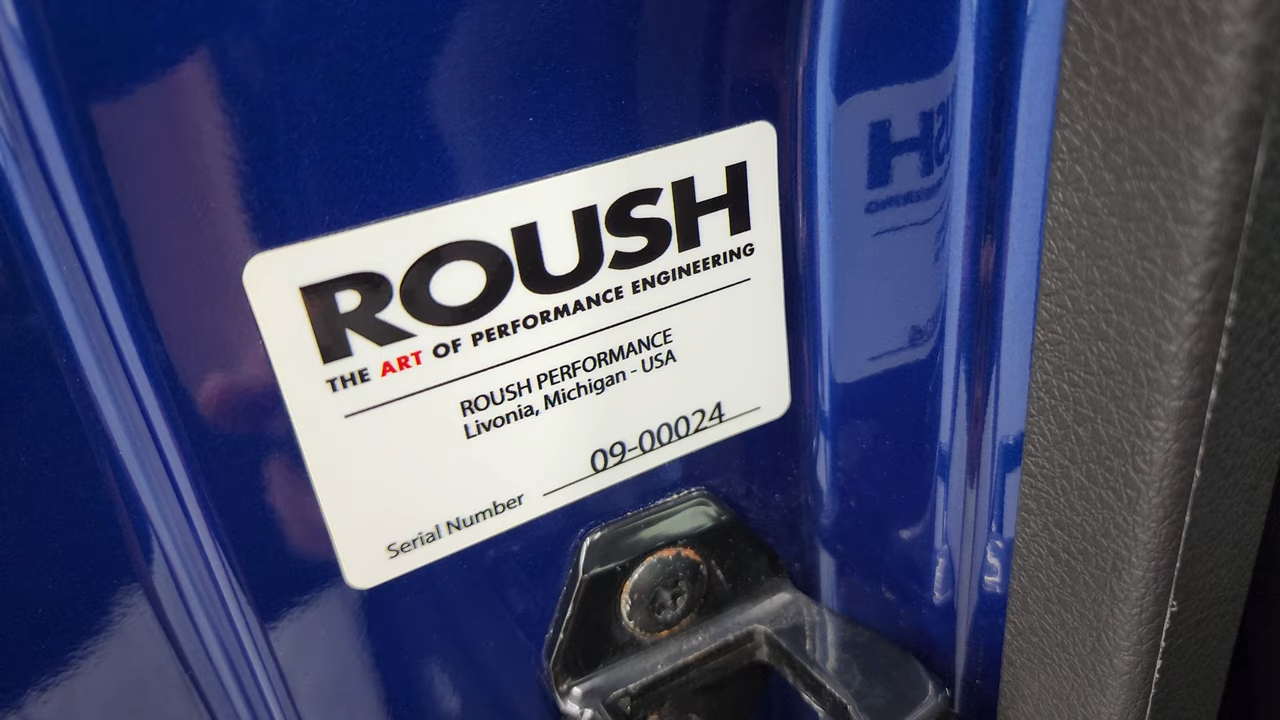 ROUSH
THE ART OF PERFORMANCE ENGINEERING
ROUSH PERFORMANCE
Livonia, Michigan - USA
Serial Number 09-00024